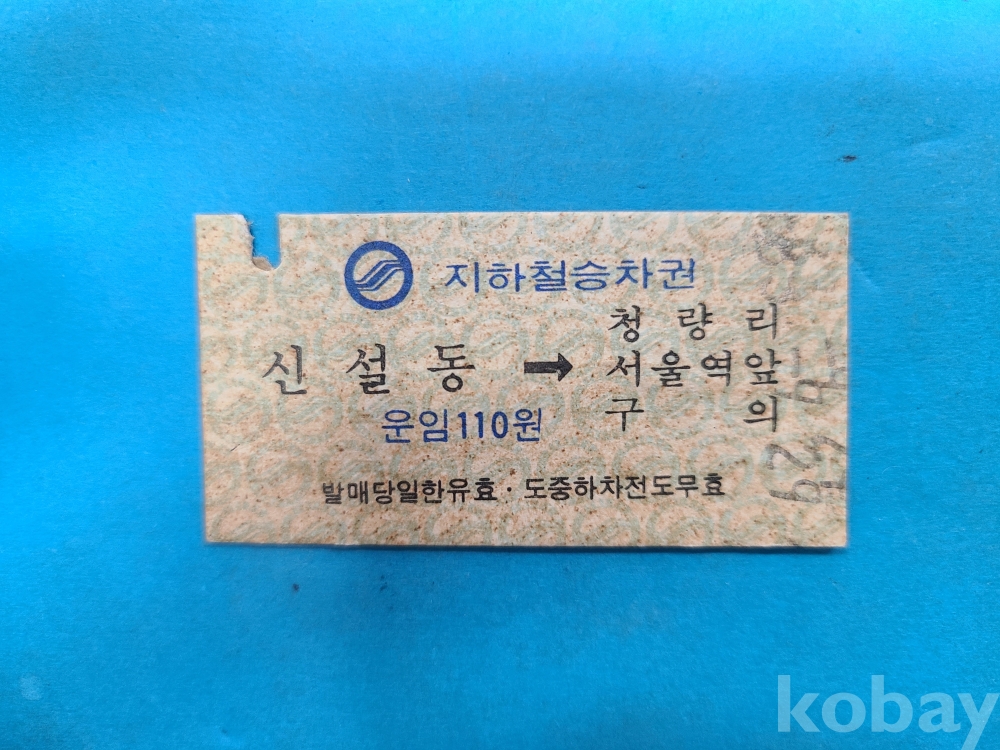 지하철승차권
신설동 → 청량리
서울역앞
구의
운임110원
발매당일한유효 · 도중하차전도무효
kobay